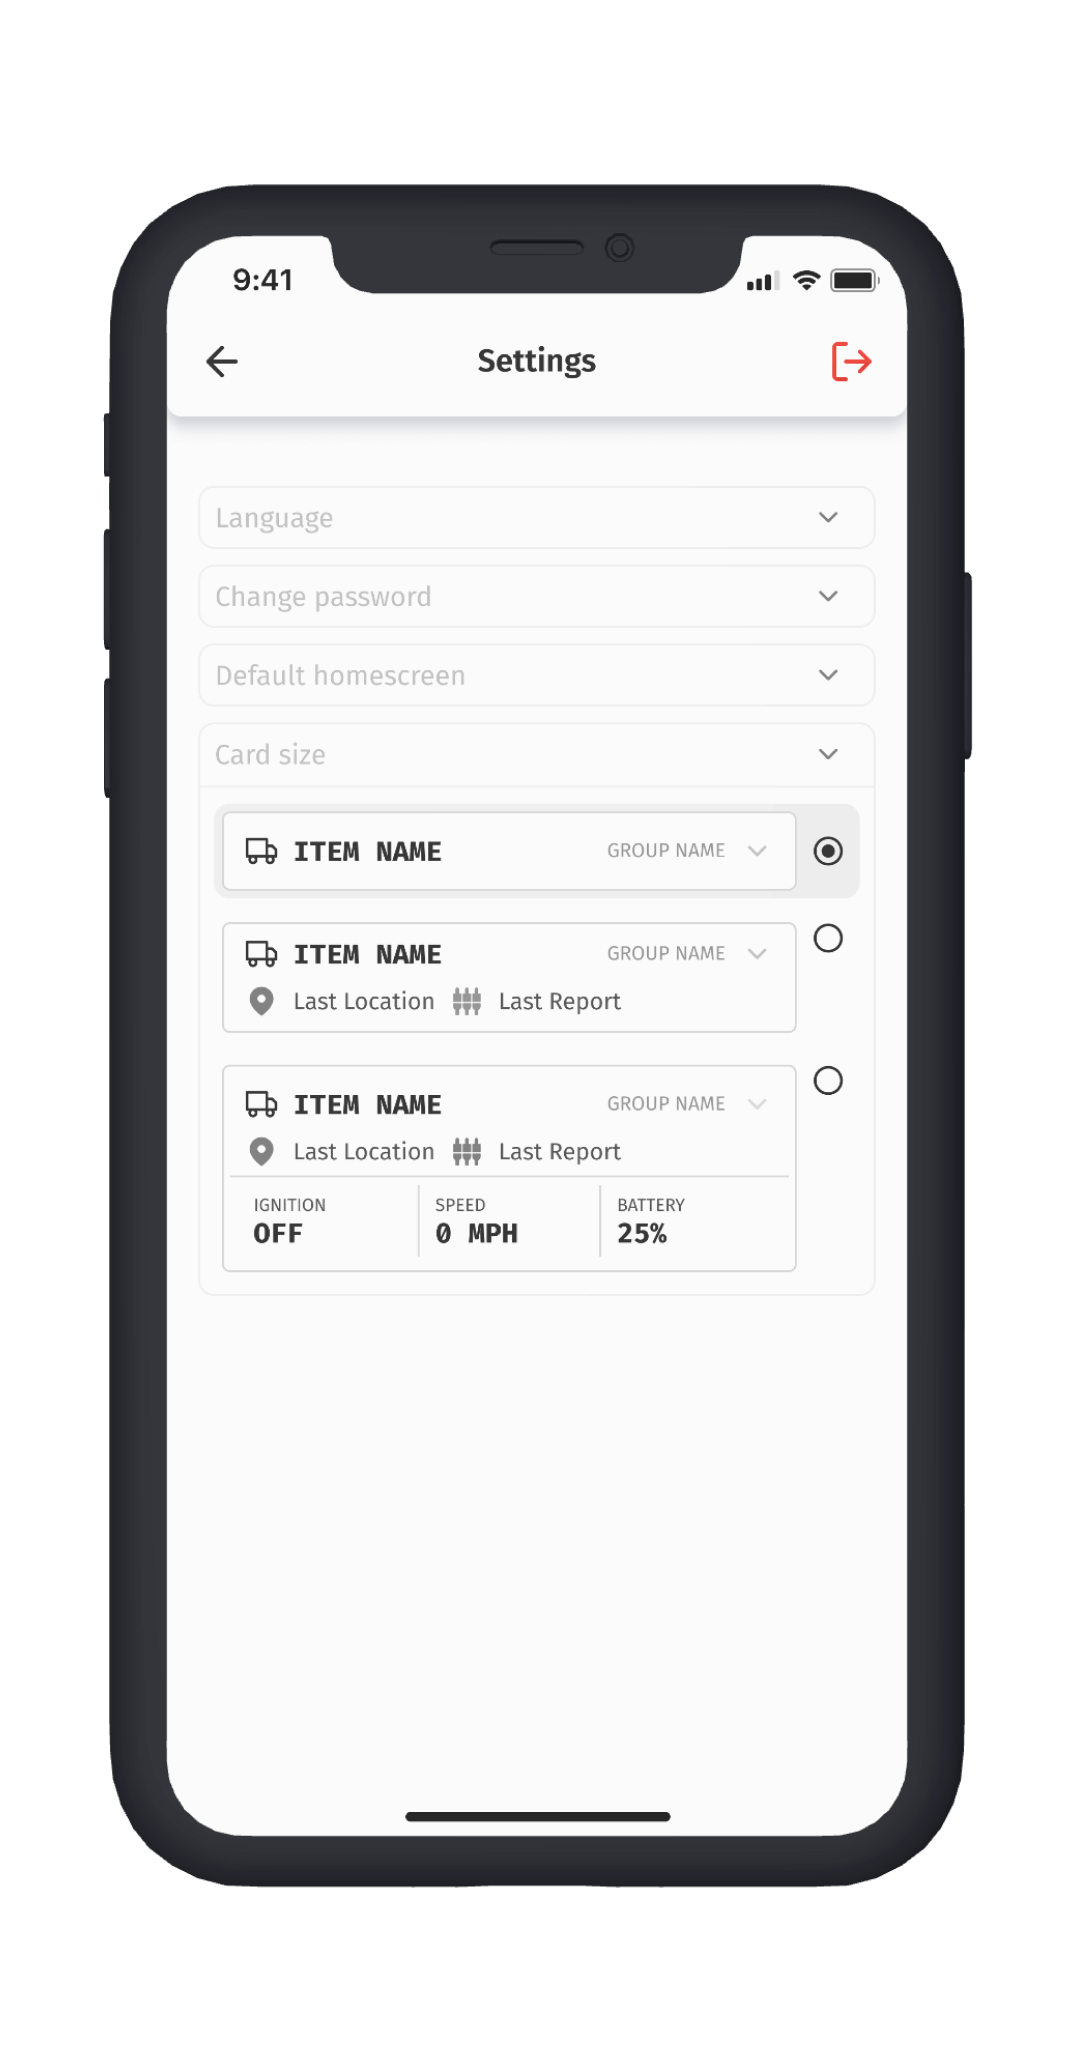 9:41
Settings
Language
Change password
Default homescreen
Card size
ITEM NAME GROUP NAME
ITEM NAME GROUP NAME
Last Location Last Report
ITEM NAME GROUP NAME
Last Location Last Report
IGNITION SPEED BATTERY
OFF 0 MPH 25%